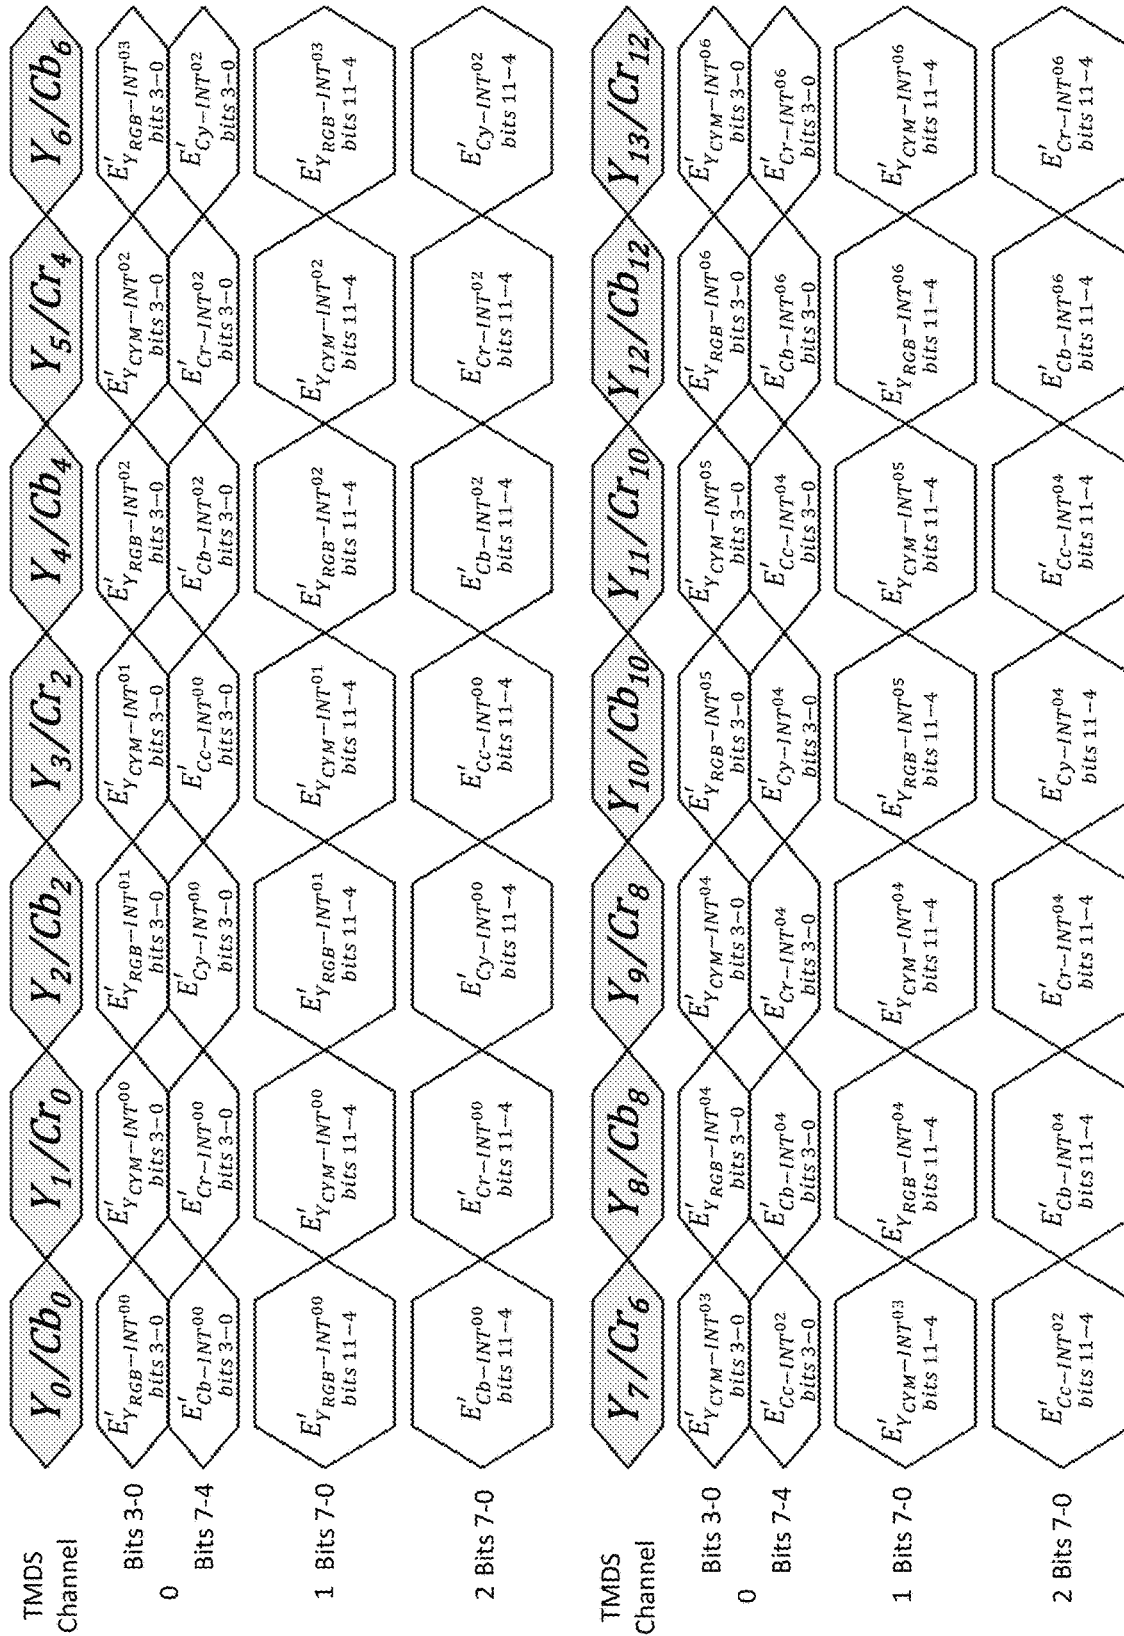 TMDS
Channel
Y0/Cb0 Y1/Cr0 Y2/Cb2 Y3/Cr2 Y4/Cb4 Y5/Cr4 Y6/Cb6
0
Bits 3-0
E′YRGB−INT00 E′YCYM−INT00 E′YRGB−INT01 E′YCYM−INT01 E′YRGB−INT02 E′YCYM−INT02 E′YRGB−INT03
bits 3−0 bits 3−0 bits 3−0 bits 3−0 bits 3−0 bits 3−0 bits 3−0
Bits 7-4
E′Cb−INT00 E′Cr−INT00 E′Cy−INT00 E′Cc−INT00 E′Cb−INT02 E′Cr−INT02 E′Cy−INT02
bits 3−0 bits 3−0 bits 3−0 bits 3−0 bits 3−0 bits 3−0 bits 3−0
1 Bits 7-0
E′YRGB−INT00 E′YCYM−INT00 E′YRGB−INT01 E′YCYM−INT01 E′YRGB−INT02 E′YCYM−INT02 E′YRGB−INT03
bits 11−4 bits 11−4 bits 11−4 bits 11−4 bits 11−4 bits 11−4 bits 11−4
2 Bits 7-0
E′Cb−INT00 E′Cr−INT00 E′Cy−INT00 E′Cc−INT00 E′Cb−INT02 E′Cr−INT02 E′Cy−INT02
bits 11−4 bits 11−4 bits 11−4 bits 11−4 bits 11−4 bits 11−4 bits 11−4
TMDS
Channel
Y7/Cr6 Y8/Cb8 Y9/Cr8 Y10/Cb10 Y11/Cr10 Y12/Cb12 Y13/Cr12
0
Bits 3-0
E′YCYM−INT03 E′YRGB−INT04 E′YCYM−INT04 E′YRGB−INT05 E′YCYM−INT05 E′YRGB−INT06 E′YCYM−INT06
bits 3−0 bits 3−0 bits 3−0 bits 3−0 bits 3−0 bits 3−0 bits 3−0
Bits 7-4
E′Cc−INT02 E′Cb−INT04 E′Cr−INT04 E′Cy−INT04 E′Cc−INT04 E′Cb−INT06 E′Cr−INT06
bits 3−0 bits 3−0 bits 3−0 bits 3−0 bits 3−0 bits 3−0 bits 3−0
1 Bits 7-0
E′YCYM−INT03 E′YRGB−INT04 E′YCYM−INT04 E′YRGB−INT05 E′YCYM−INT05 E′YRGB−INT06 E′YCYM−INT06
bits 11−4 bits 11−4 bits 11−4 bits 11−4 bits 11−4 bits 11−4 bits 11−4
2 Bits 7-0
E′Cc−INT02 E′Cb−INT04 E′Cr−INT04 E′Cy−INT04 E′Cc−INT04 E′Cb−INT06 E′Cr−INT06
bits 11−4 bits 11−4 bits 11−4 bits 11−4 bits 11−4 bits 11−4 bits 11−4